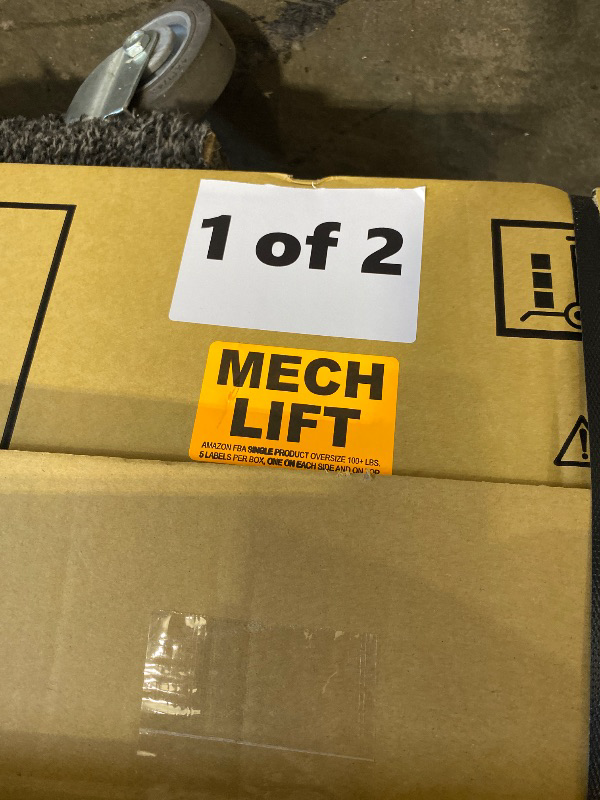 1 of 2
MECH
LIFT
AMAZON FBA SINGLE PRODUCT OVERSIZE 100+ LBS.
5 LABELS PER BOX, ONE ON EACH SIDE AND ON TOP